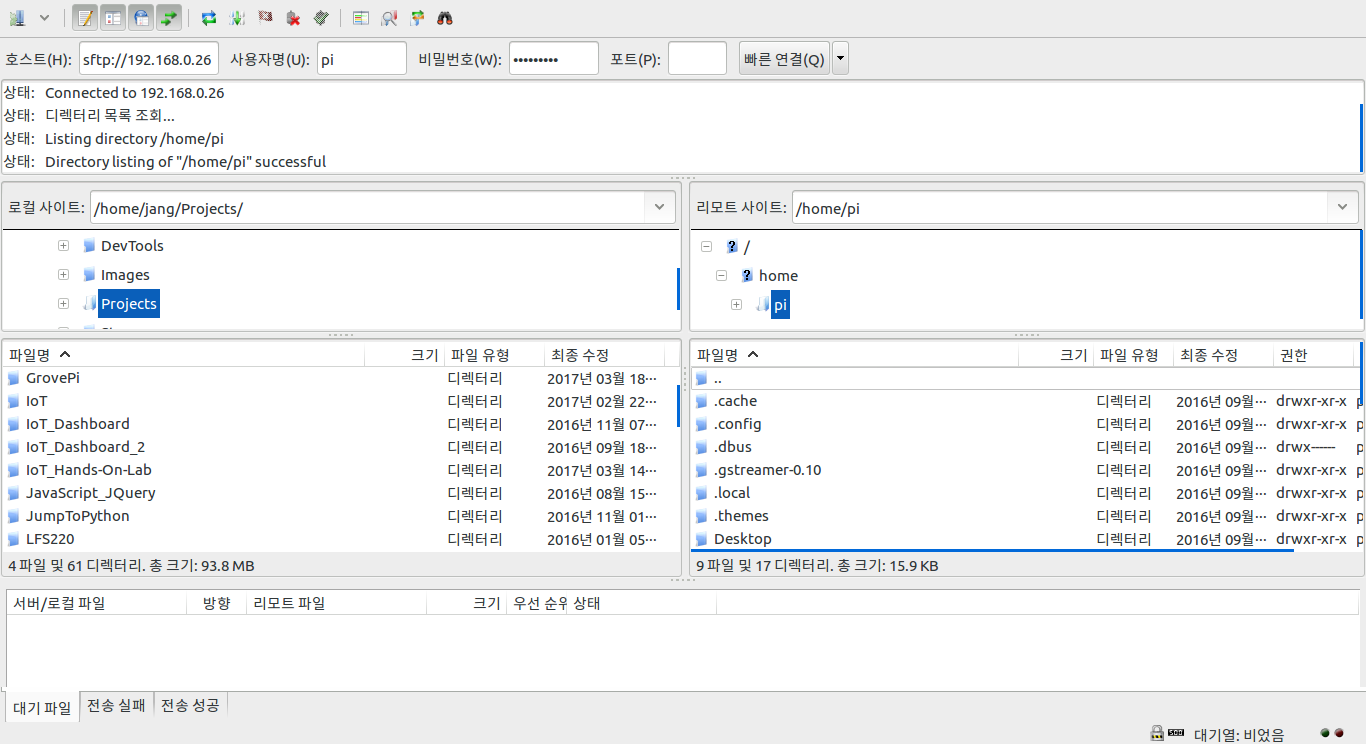 호스트(H): sftp://192.168.0.26 사용자명(U): pi 비밀번호(W): ••••••••• 포트(P): 빠른 연결(Q)
상태: Connected to 192.168.0.26
상태: 디렉터리 목록 조회...
상태: Listing directory /home/pi
상태: Directory listing of "/home/pi" successful
로컬 사이트: /home/jang/Projects/
DevTools
Images
Projects
리모트 사이트: /home/pi
/
home
pi
파일명 크기 파일 유형 최종 수정
GrovePi 디렉터리 2017년 03월 18···
IoT 디렉터리 2017년 02월 22···
IoT_Dashboard 디렉터리 2016년 11월 07···
IoT_Dashboard_2 디렉터리 2016년 09월 18···
IoT_Hands-On-Lab 디렉터리 2017년 03월 14···
JavaScript_JQuery 디렉터리 2016년 08월 15···
JumpToPython 디렉터리 2016년 11월 01···
LFS220 디렉터리 2016년 01월 05···
4 파일 및 61 디렉터리. 총 크기: 93.8 MB
파일명 크기 파일 유형 최종 수정 권한
..
.cache 디렉터리 2016년 09월··· drwxr-xr-x p
.config 디렉터리 2016년 09월··· drwxr-xr-x p
.dbus 디렉터리 2016년 09월··· drwx------ p
.gstreamer-0.10 디렉터리 2016년 09월··· drwxr-xr-x p
.local 디렉터리 2016년 09월··· drwxr-xr-x p
.themes 디렉터리 2016년 09월··· drwxr-xr-x p
Desktop 디렉터리 2016년 09월··· drwxr-xr-x p
9 파일 및 17 디렉터리. 총 크기: 15.9 KB
서버/로컬 파일 방향 리모트 파일 크기 우선 순위 상태
대기 파일 전송 실패 전송 성공
대기열: 비었음